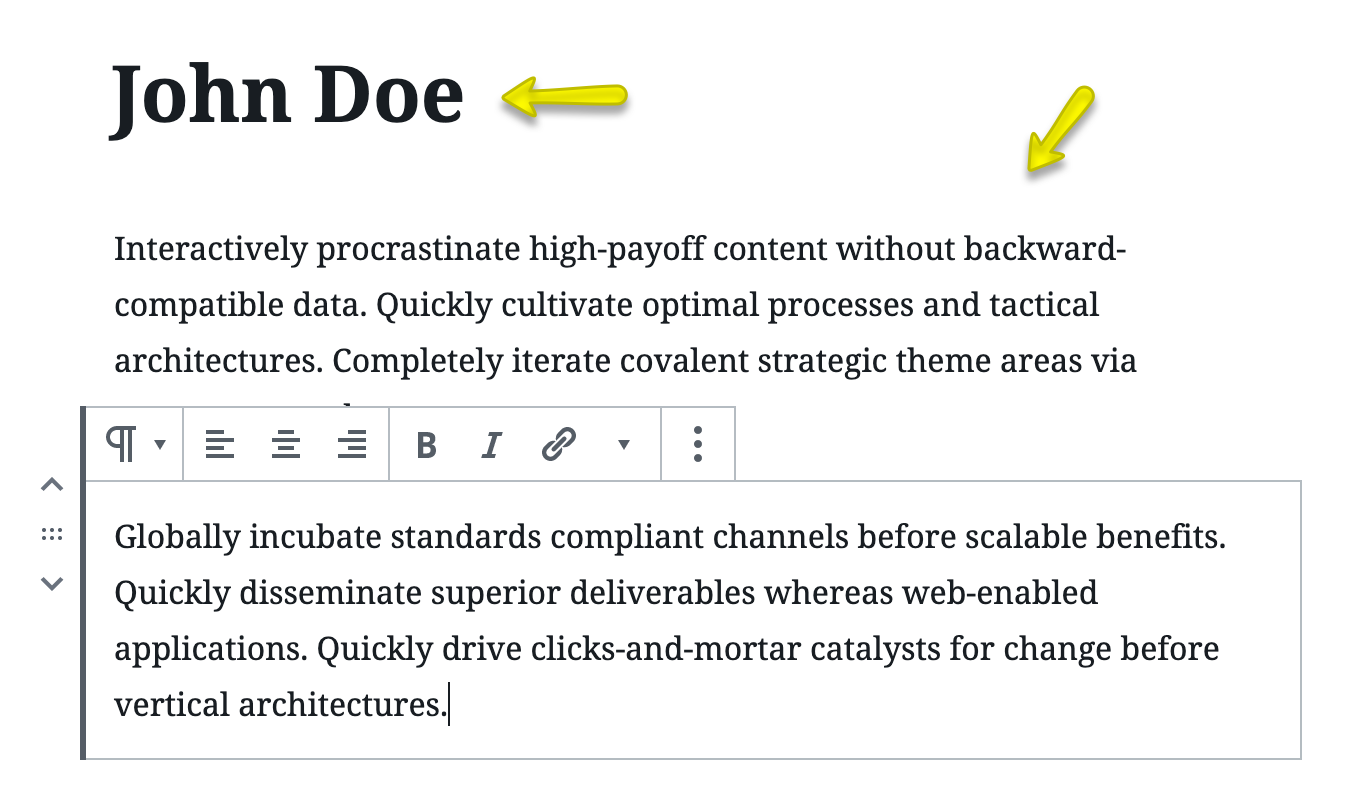 John Doe
Interactively procrastinate high-payoff content without backward-
compatible data. Quickly cultivate optimal processes and tactical
architectures. Completely iterate covalent strategic theme areas via
B I
Globally incubate standards compliant channels before scalable benefits.
Quickly disseminate superior deliverables whereas web-enabled
applications. Quickly drive clicks-and-mortar catalysts for change before
vertical architectures.